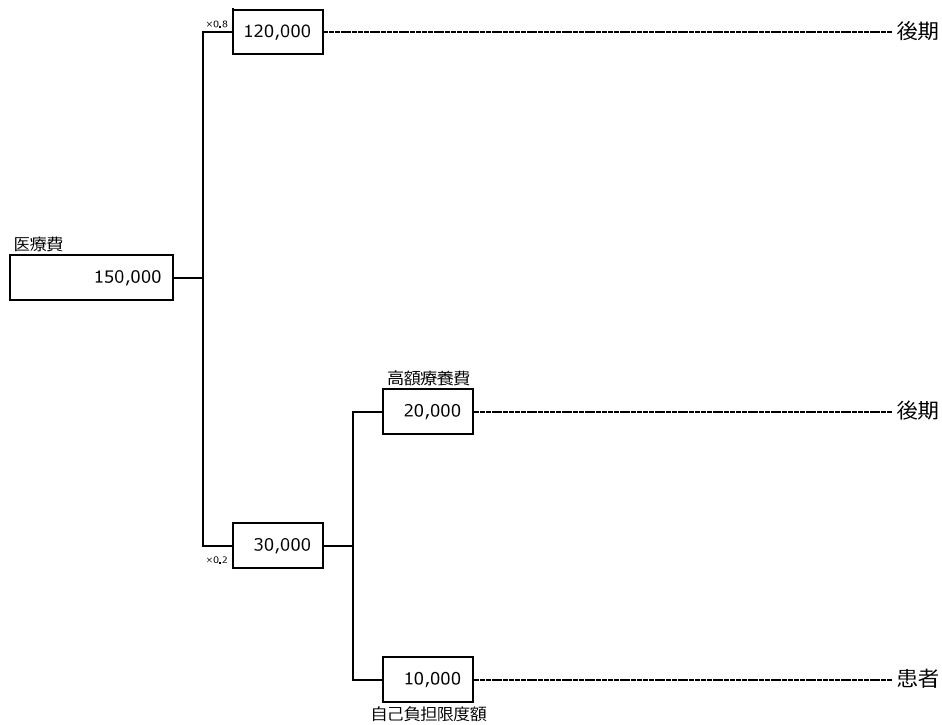 ×0.8
120,000
後期
医療費
150,000
高額療養費
20,000
後期
30,000
×0.2
10,000
患者
自己負担限度額